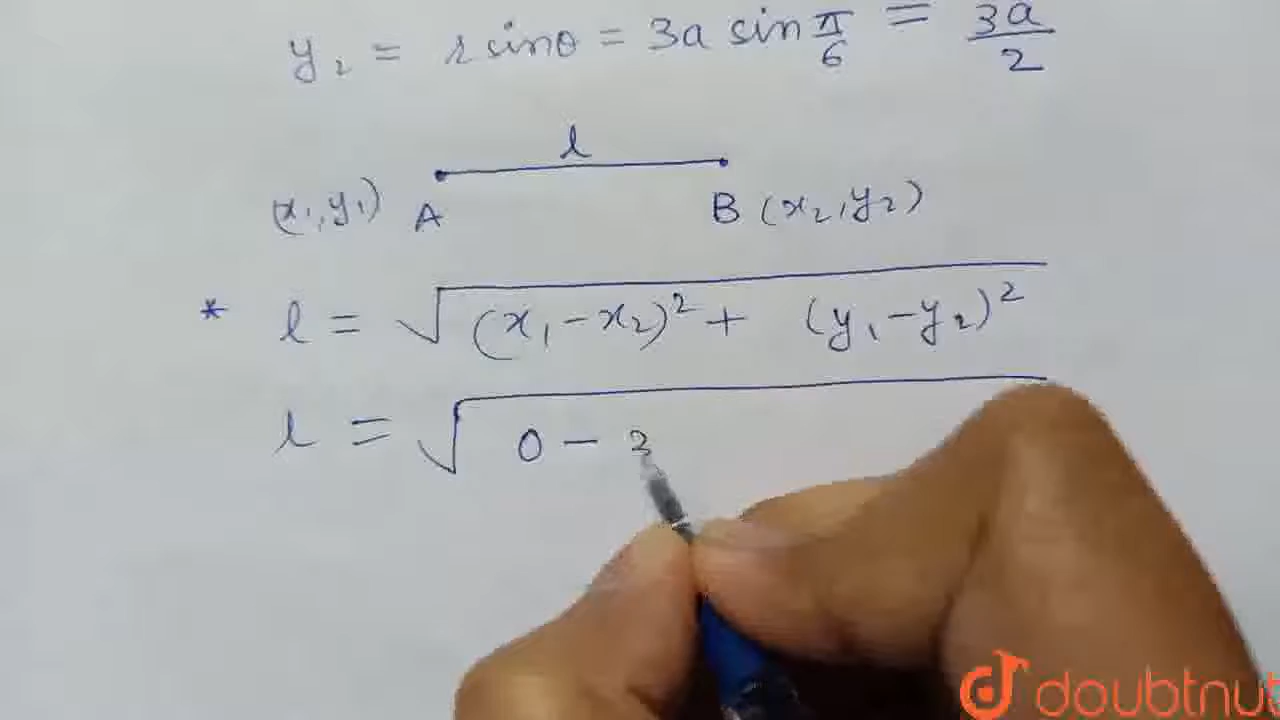 y₂ = r sinθ = 3a sin π/6 = 3a/2
l
(x₁,y₁) A B (x₂,y₂)
* l = √((x₁-x₂)² + (y₁-y₂)²)
l = √(0 - 3
doubtnut